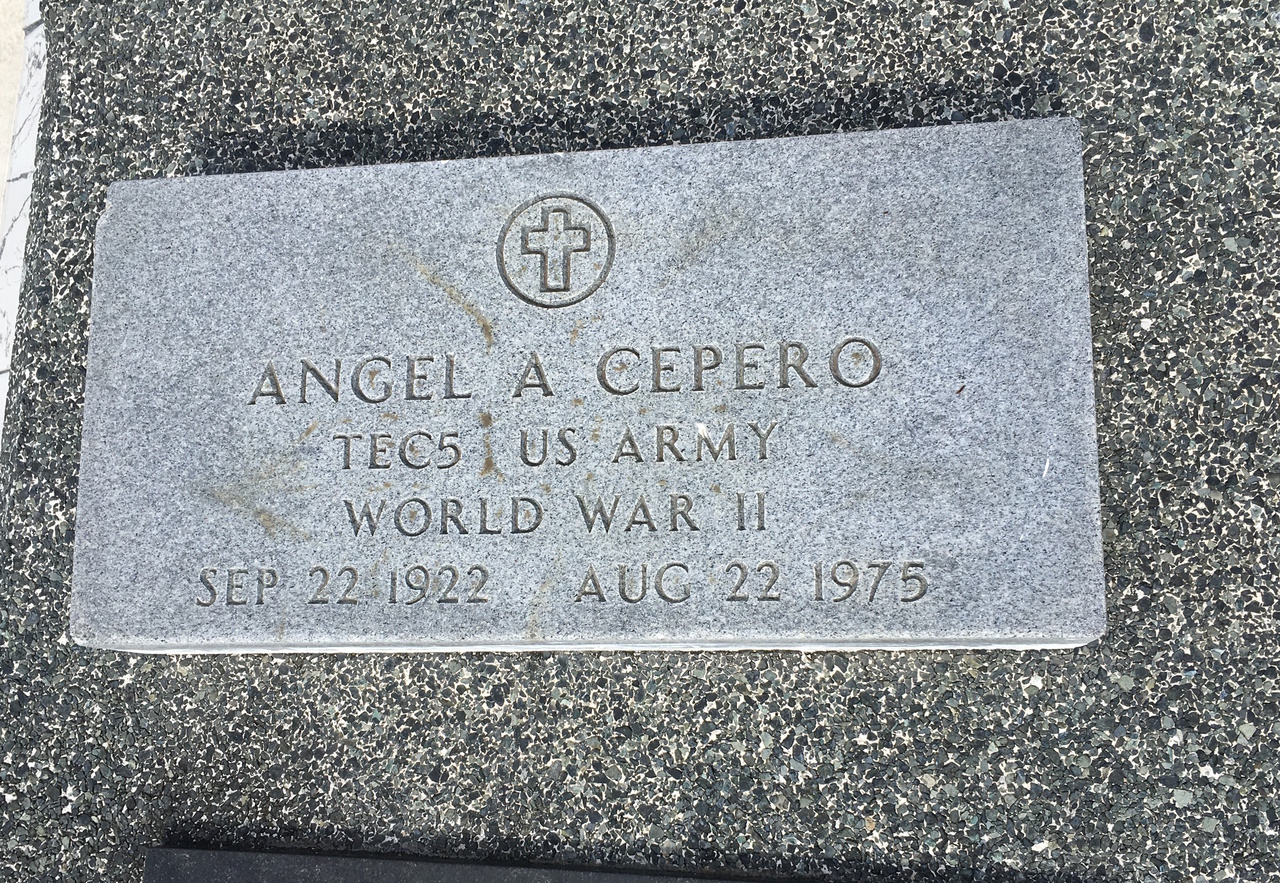 ANGEL A CEPERO
TEC5 US ARMY
WORLD WAR II
SEP 22 1922 AUG 22 1975